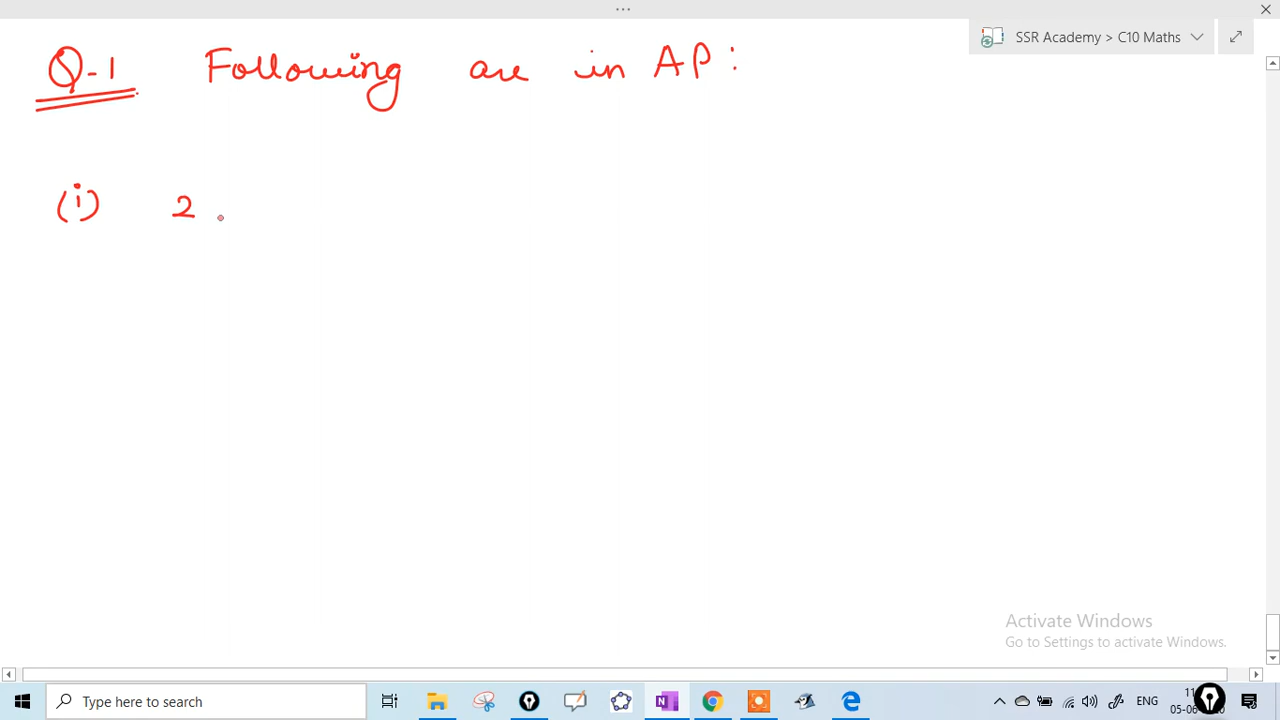 SSR Academy > C10 Maths
Q-1 Following are in AP:
(i) 2
Activate Windows
Go to Settings to activate Windows.
Type here to search
ENG